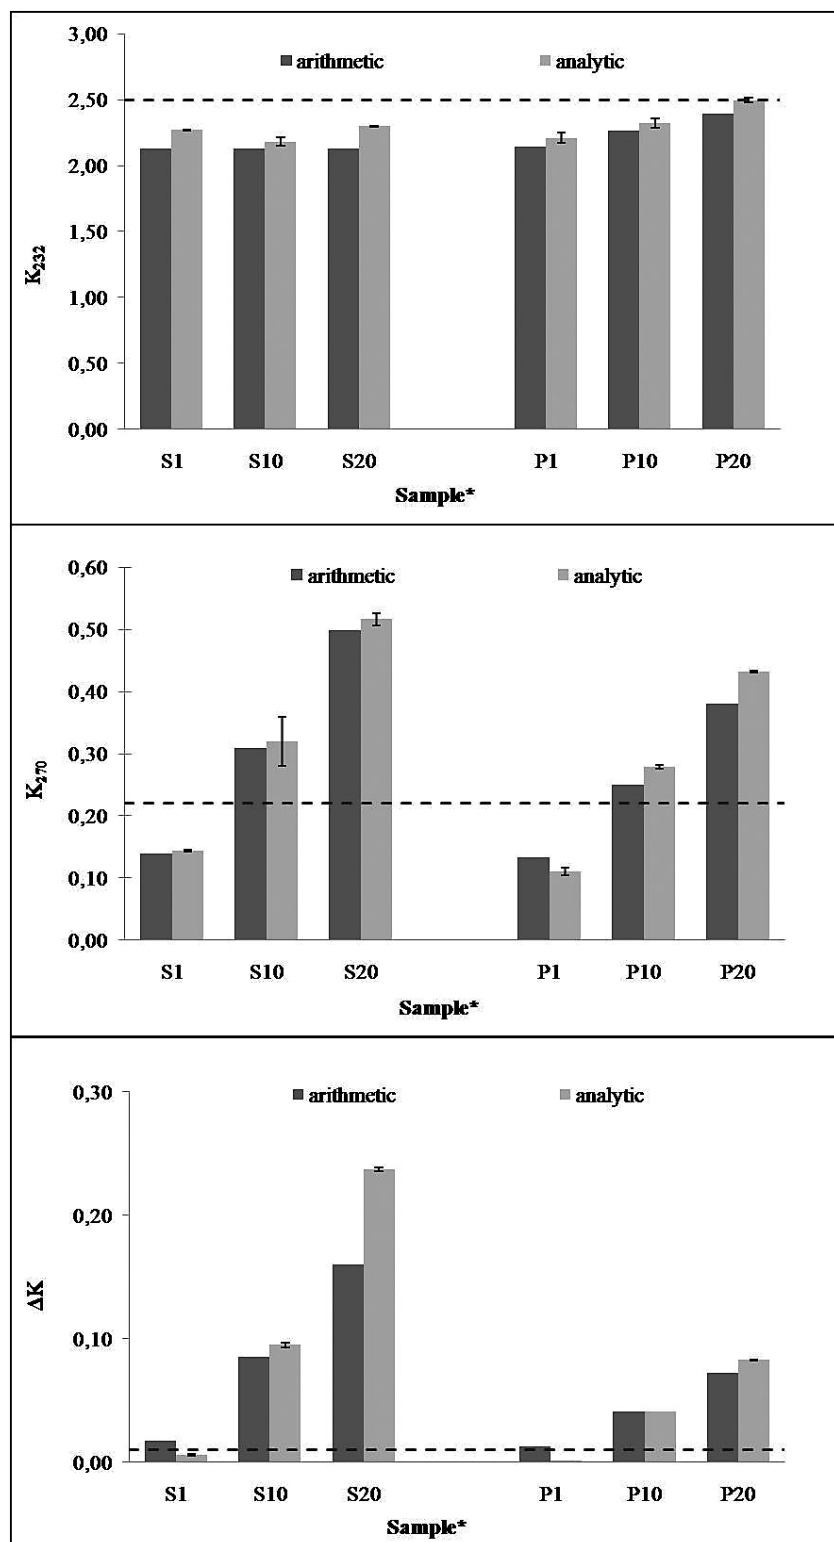 3,00
arithmetic analytic
2,50
2,00
1,50
K232
1,00
0,50
0,00
S1 S10 S20 P1 P10 P20
Sample*
0,60
arithmetic analytic
0,50
0,40
0,30
K270
0,20
0,10
0,00
S1 S10 S20 P1 P10 P20
Sample*
0,30
arithmetic analytic
0,20
ΔK
0,10
0,00
S1 S10 S20 P1 P10 P20
Sample*